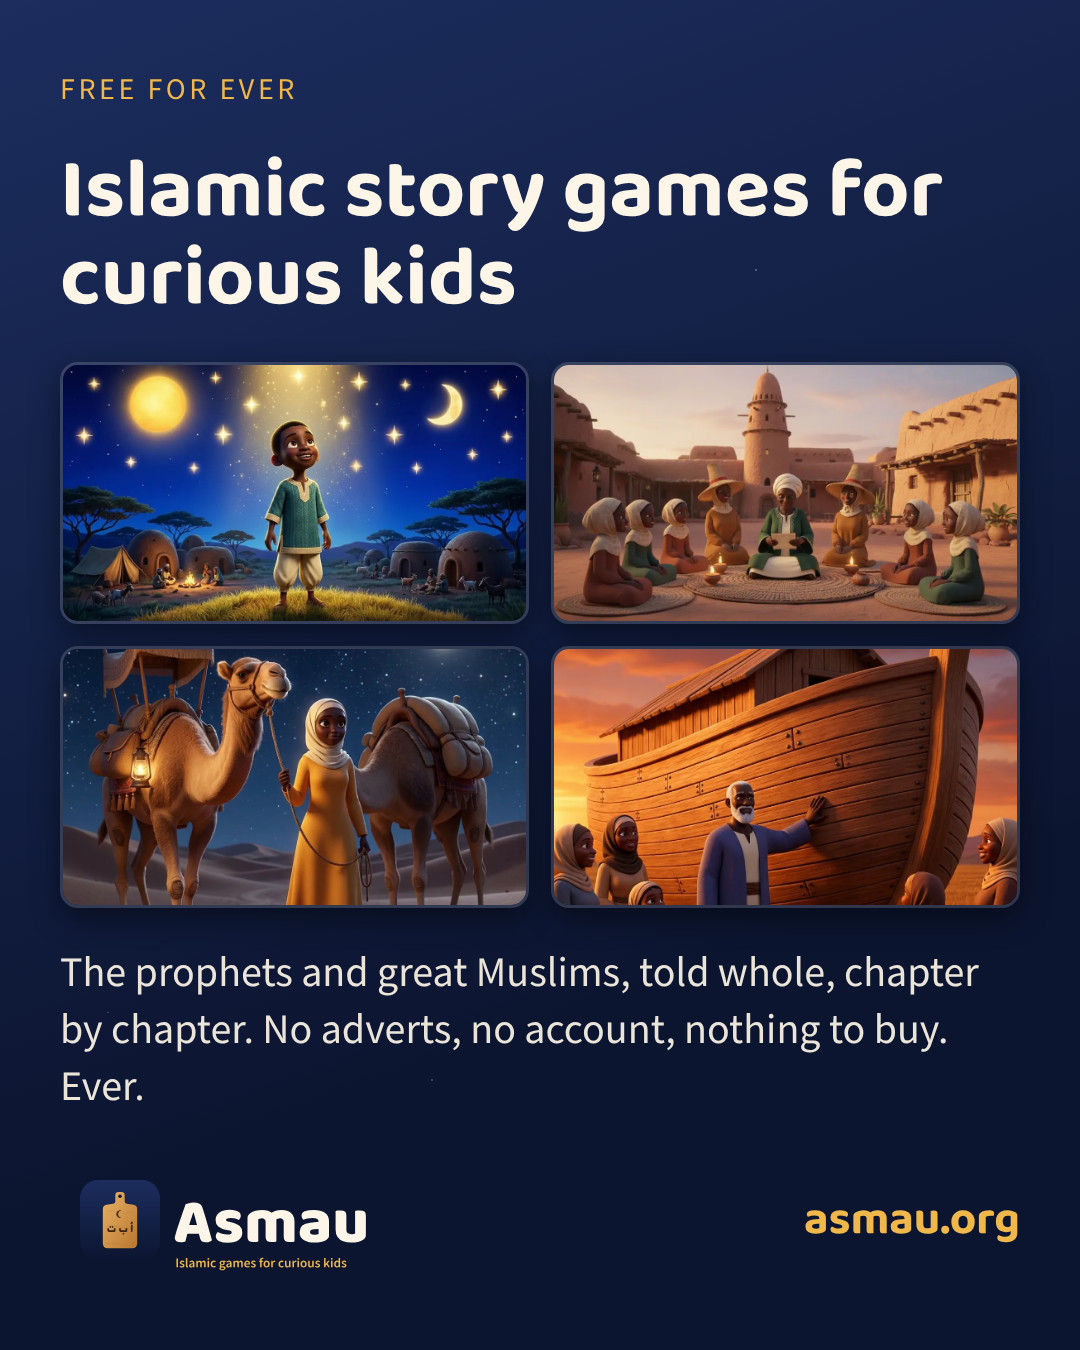 FREE FOR EVER
Islamic story games for
curious kids
The prophets and great Muslims, told whole, chapter
by chapter. No adverts, no account, nothing to buy.
Ever.
أ ب ت
Asmau
Islamic games for curious kids
asmau.org